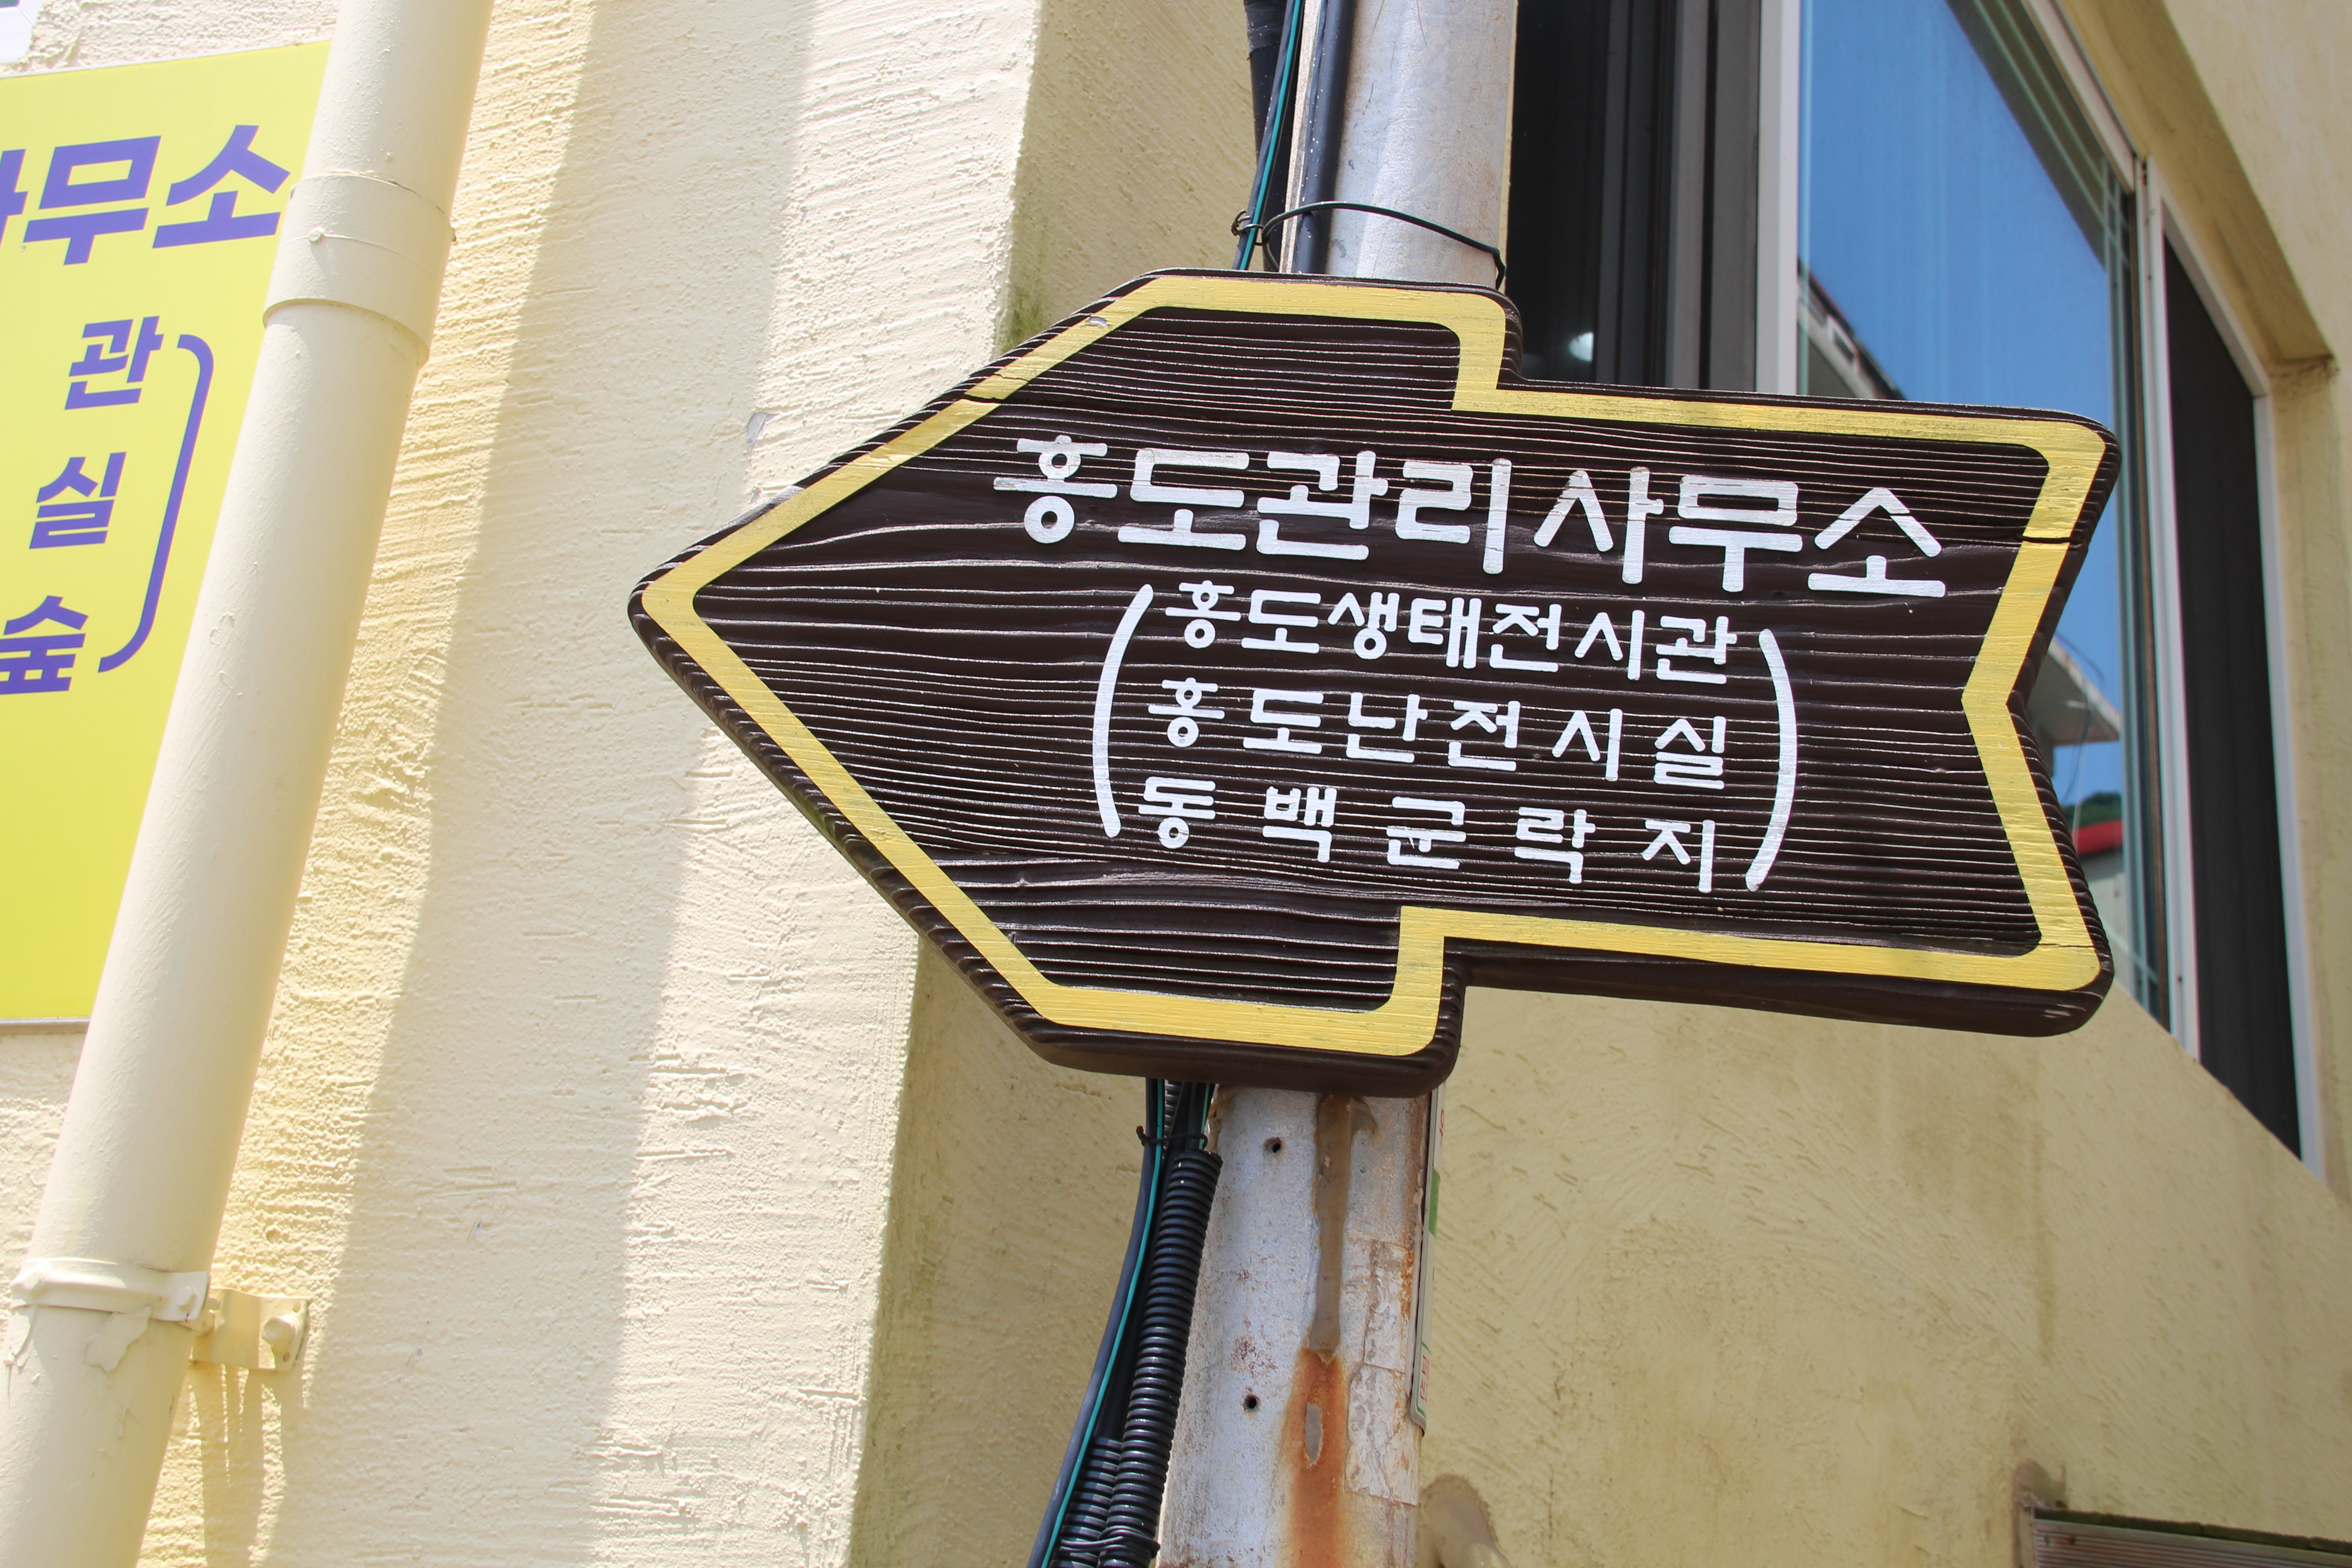 무소
관
실
숲
홍도관리사무소
홍도생태전시관
홍도난전시실
동백군락지